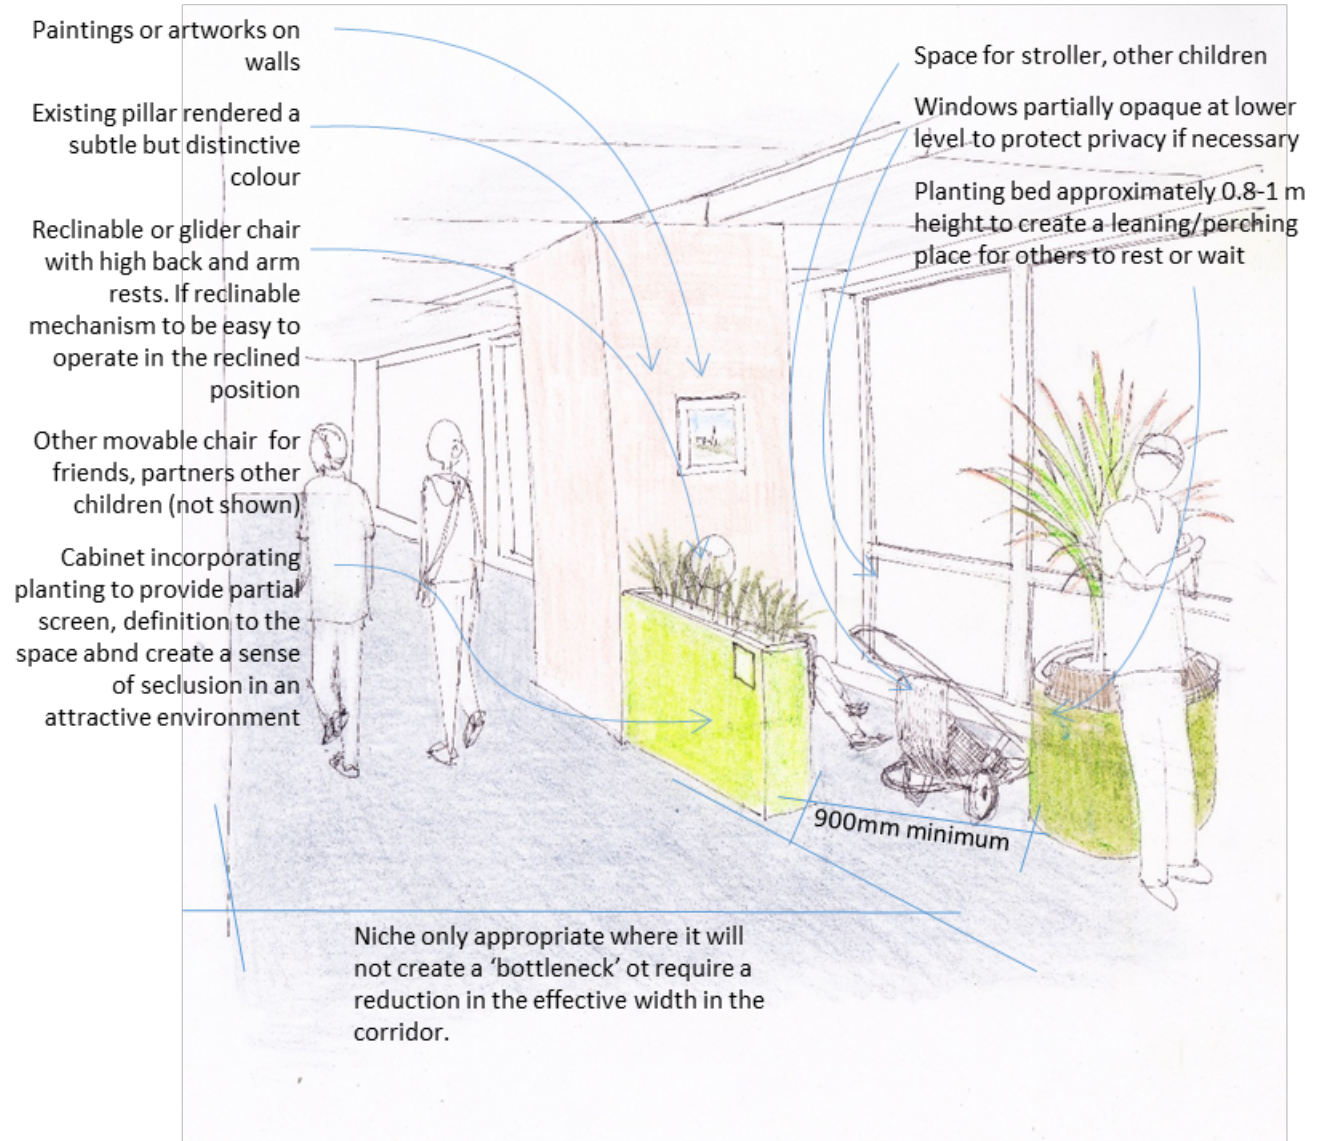 Paintings or artworks on
walls
Existing pillar rendered a
subtle but distinctive
colour
Reclinable or glider chair
with high back and arm
rests. If reclinable
mechanism to be easy to
operate in the reclined
position
Other movable chair for
friends, partners other
children (not shown)
Cabinet incorporating
planting to provide partial
screen, definition to the
space abnd create a sense
of seclusion in an
attractive environment
Space for stroller, other children
Windows partially opaque at lower
level to protect privacy if necessary
Planting bed approximately 0.8-1 m
height to create a leaning/perching
place for others to rest or wait
900mm minimum
Niche only appropriate where it will
not create a ‘bottleneck’ ot require a
reduction in the effective width in the
corridor.